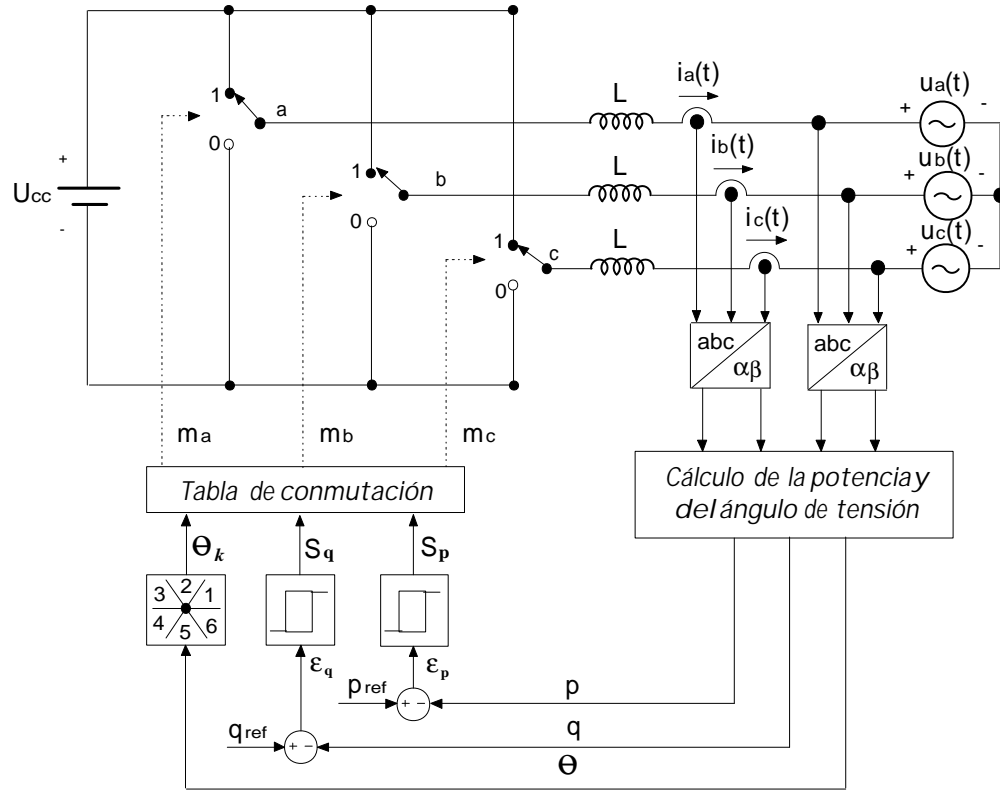 ia(t)
ua(t)
1
a
L
+
-
0
ib(t)
ub(t)
+
1
b
L
+
-
Ucc
ic(t)
uc(t)
-
0
1
c
L
+
-
0
abc
αβ
abc
αβ
ma
mb
mc
Tabla de conmutación
Cálculo de la potencia y
del ángulo de tensión
Θk
Sq
Sp
3 2 1
4 5 6
εq
εp
pref
+ -
p
qref
+ -
q
Θ